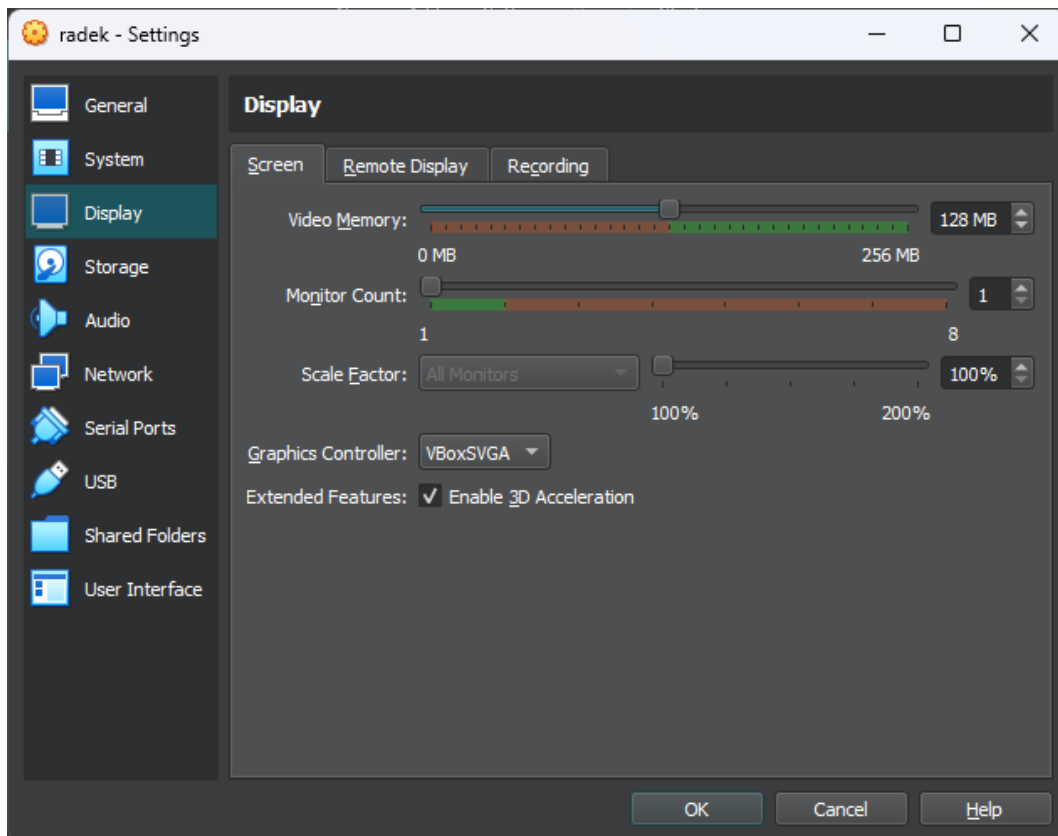 radek - Settings
General
System
Display
Storage
Audio
Network
Serial Ports
USB
Shared Folders
User Interface
Display
Screen Remote Display Recording
Video Memory: 128 MB
0 MB 256 MB
Monitor Count: 1
1 8
Scale Factor: All Monitors 100%
100% 200%
Graphics Controller: VBoxSVGA
Extended Features: Enable 3D Acceleration
OK Cancel Help